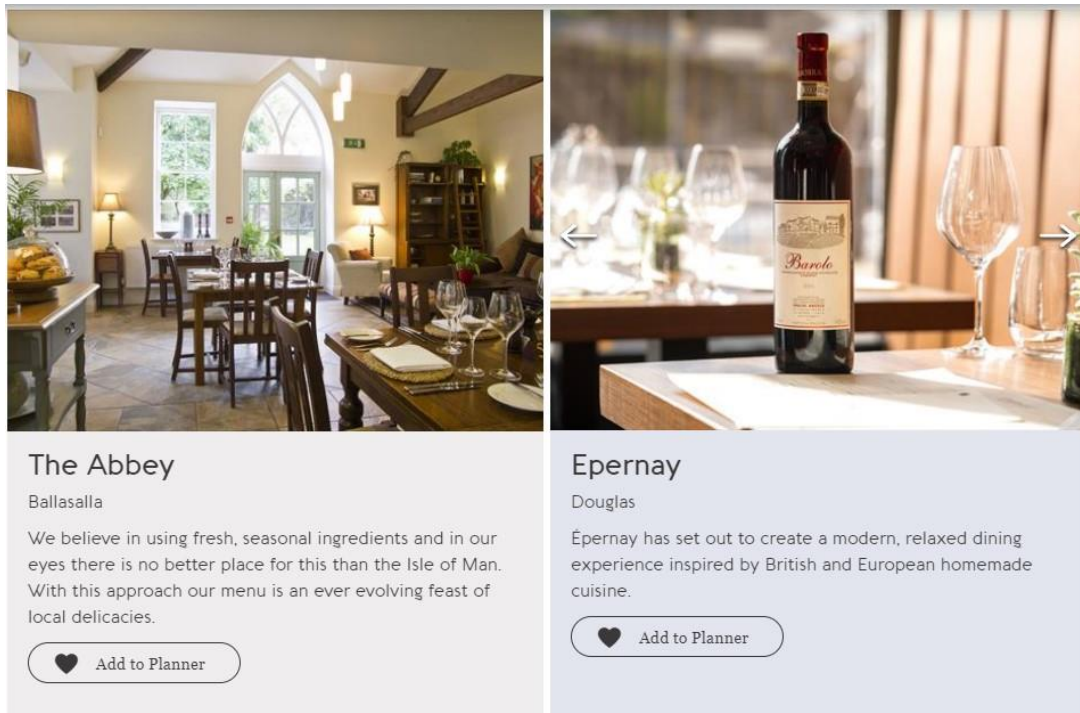 Barolo
The Abbey
Ballasalla
We believe in using fresh, seasonal ingredients and in our
eyes there is no better place for this than the Isle of Man.
With this approach our menu is an ever evolving feast of
local delicacies.
Add to Planner
Epernay
Douglas
Épernay has set out to create a modern, relaxed dining
experience inspired by British and European homemade
cuisine.
Add to Planner